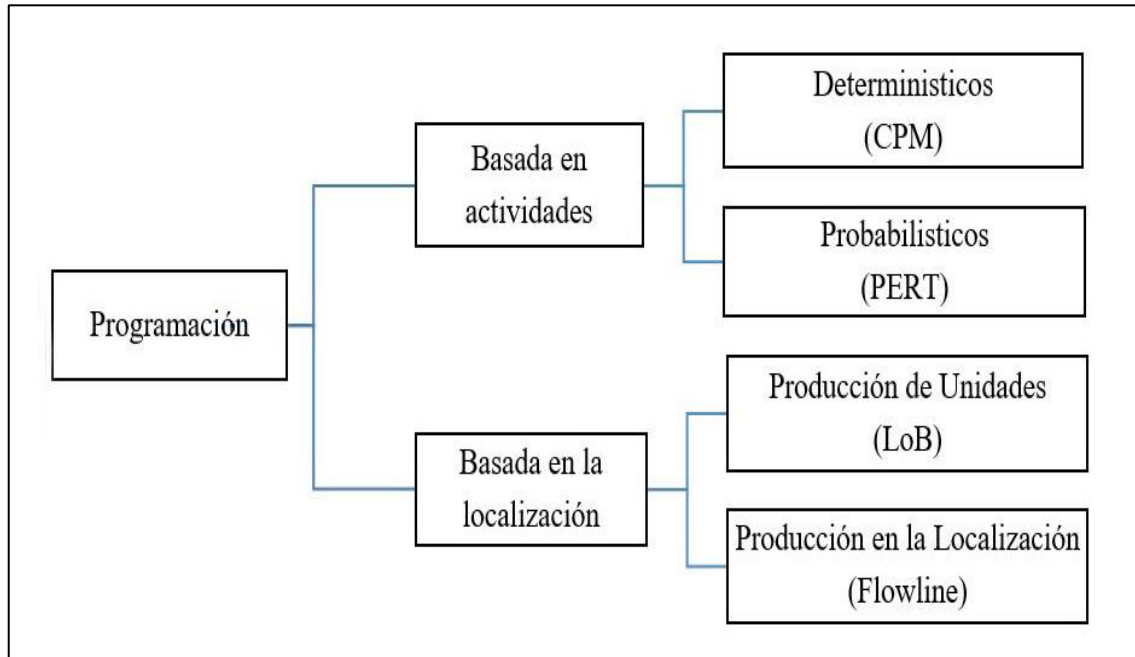 Programación
Basada en
actividades
Deterministicos
(CPM)
Probabilisticos
(PERT)
Basada en la
localización
Producción de Unidades
(LoB)
Producción en la Localización
(Flowline)